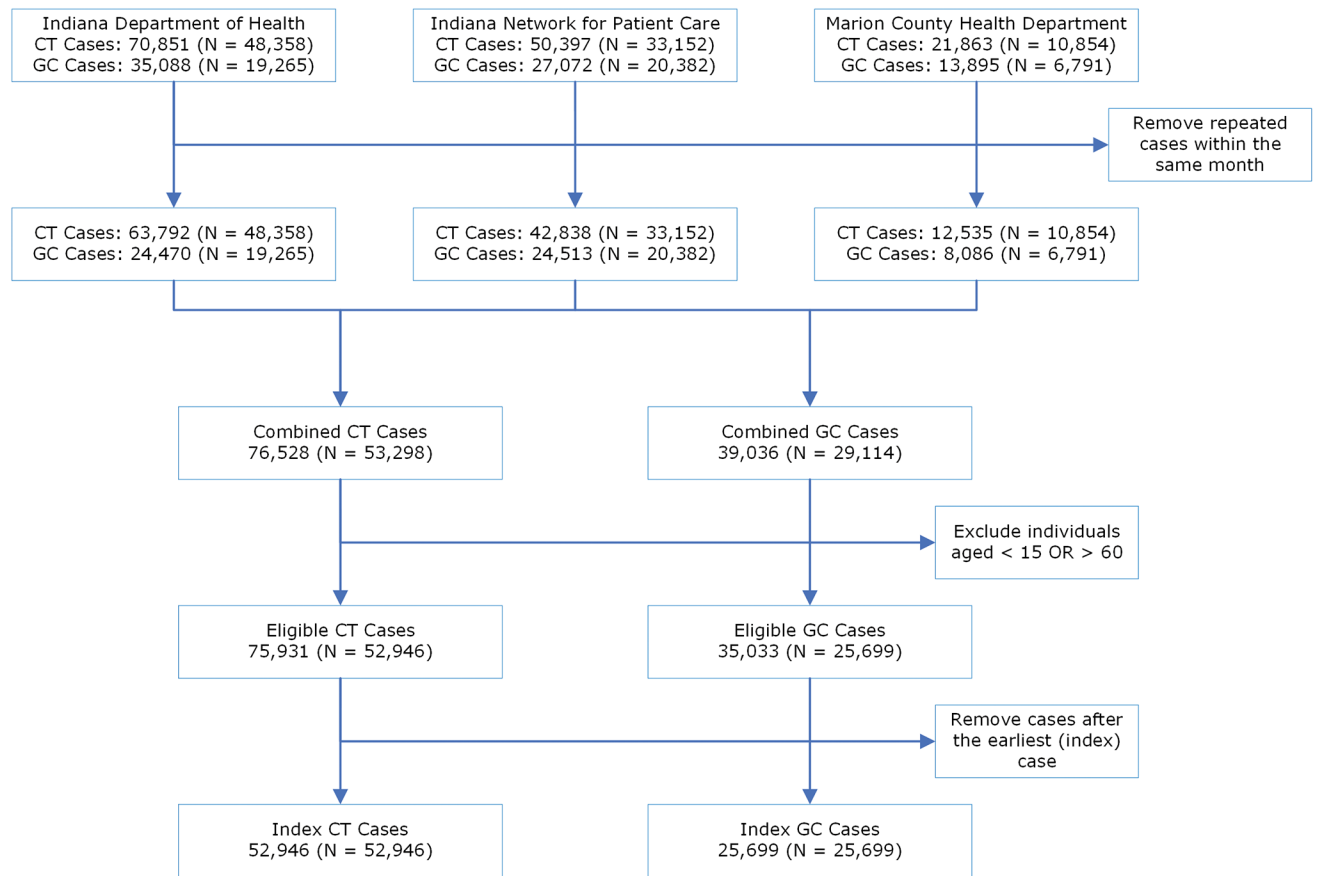 Indiana Department of Health
CT Cases: 70,851 (N = 48,358)
GC Cases: 35,088 (N = 19,265)
Indiana Network for Patient Care
CT Cases: 50,397 (N = 33,152)
GC Cases: 27,072 (N = 20,382)
Marion County Health Department
CT Cases: 21,863 (N = 10,854)
GC Cases: 13,895 (N = 6,791)
Remove repeated
cases within the
same month
CT Cases: 63,792 (N = 48,358)
GC Cases: 24,470 (N = 19,265)
CT Cases: 42,838 (N = 33,152)
GC Cases: 24,513 (N = 20,382)
CT Cases: 12,535 (N = 10,854)
GC Cases: 8,086 (N = 6,791)
Combined CT Cases
76,528 (N = 53,298)
Combined GC Cases
39,036 (N = 29,114)
Exclude individuals
aged < 15 OR > 60
Eligible CT Cases
75,931 (N = 52,946)
Eligible GC Cases
35,033 (N = 25,699)
Remove cases after
the earliest (index)
case
Index CT Cases
52,946 (N = 52,946)
Index GC Cases
25,699 (N = 25,699)